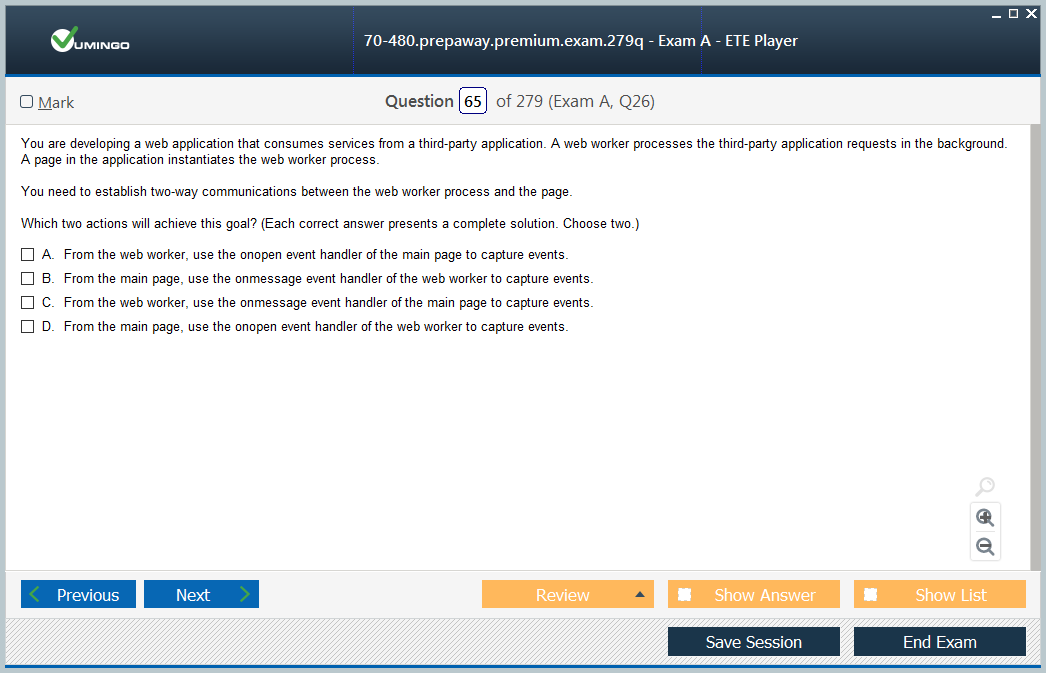 VUMINGO
70-480.prepaway.premium.exam.279q - Exam A - ETE Player
Mark
Question 65 of 279 (Exam A, Q26)
You are developing a web application that consumes services from a third-party application. A web worker processes the third-party application requests in the background.
A page in the application instantiates the web worker process.
You need to establish two-way communications between the web worker process and the page.
Which two actions will achieve this goal? (Each correct answer presents a complete solution. Choose two.)
A. From the web worker, use the onopen event handler of the main page to capture events.
B. From the main page, use the onmessage event handler of the web worker to capture events.
C. From the web worker, use the onmessage event handler of the main page to capture events.
D. From the main page, use the onopen event handler of the web worker to capture events.
Previous Next Review Show Answer Show List
Save Session End Exam